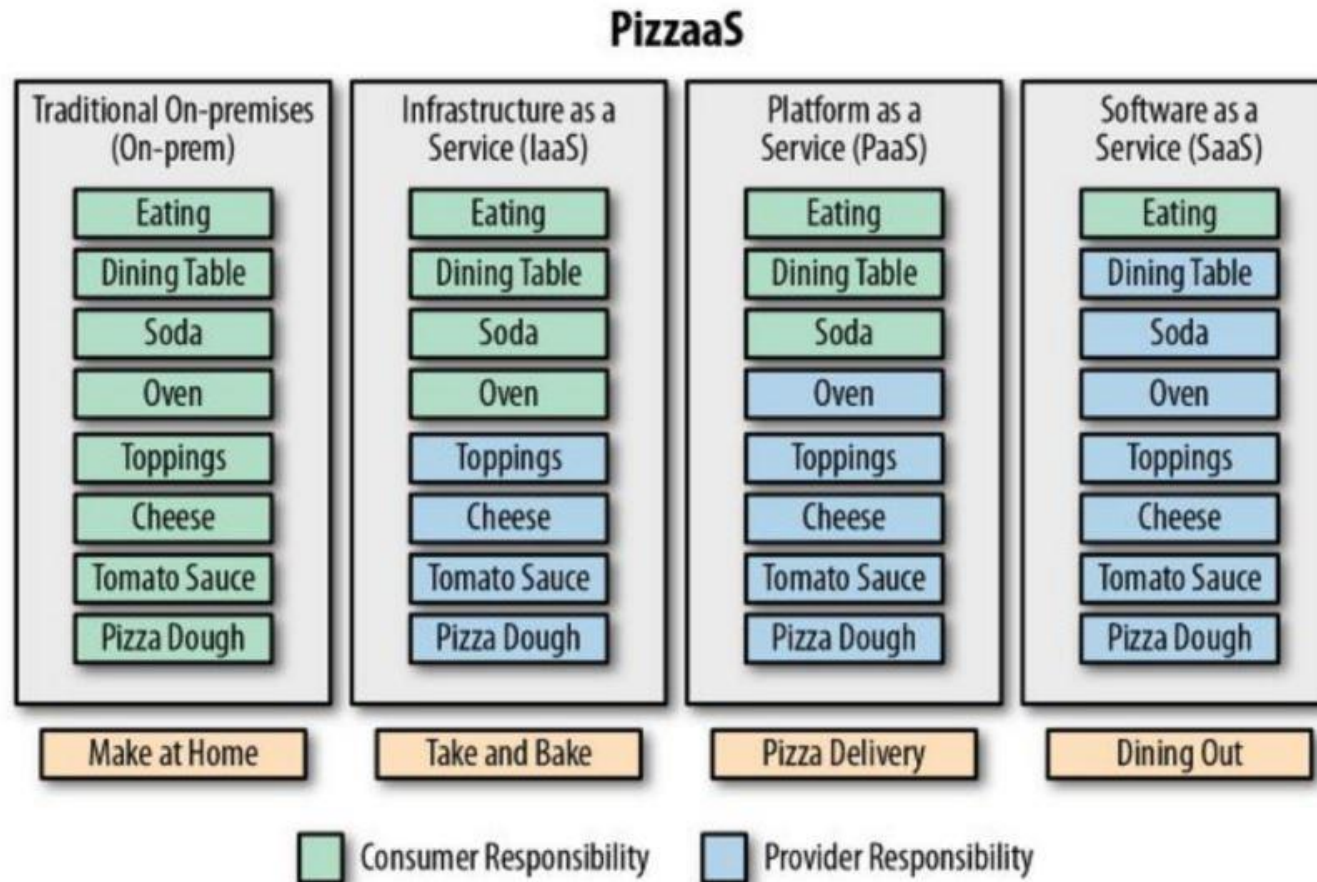 PizzaaS
Traditional On-premises
(On-prem)
Eating
Dining Table
Soda
Oven
Toppings
Cheese
Tomato Sauce
Pizza Dough
Make at Home
Infrastructure as a
Service (IaaS)
Eating
Dining Table
Soda
Oven
Toppings
Cheese
Tomato Sauce
Pizza Dough
Take and Bake
Platform as a
Service (PaaS)
Eating
Dining Table
Soda
Oven
Toppings
Cheese
Tomato Sauce
Pizza Dough
Pizza Delivery
Software as a
Service (SaaS)
Eating
Dining Table
Soda
Oven
Toppings
Cheese
Tomato Sauce
Pizza Dough
Dining Out
Consumer Responsibility
Provider Responsibility